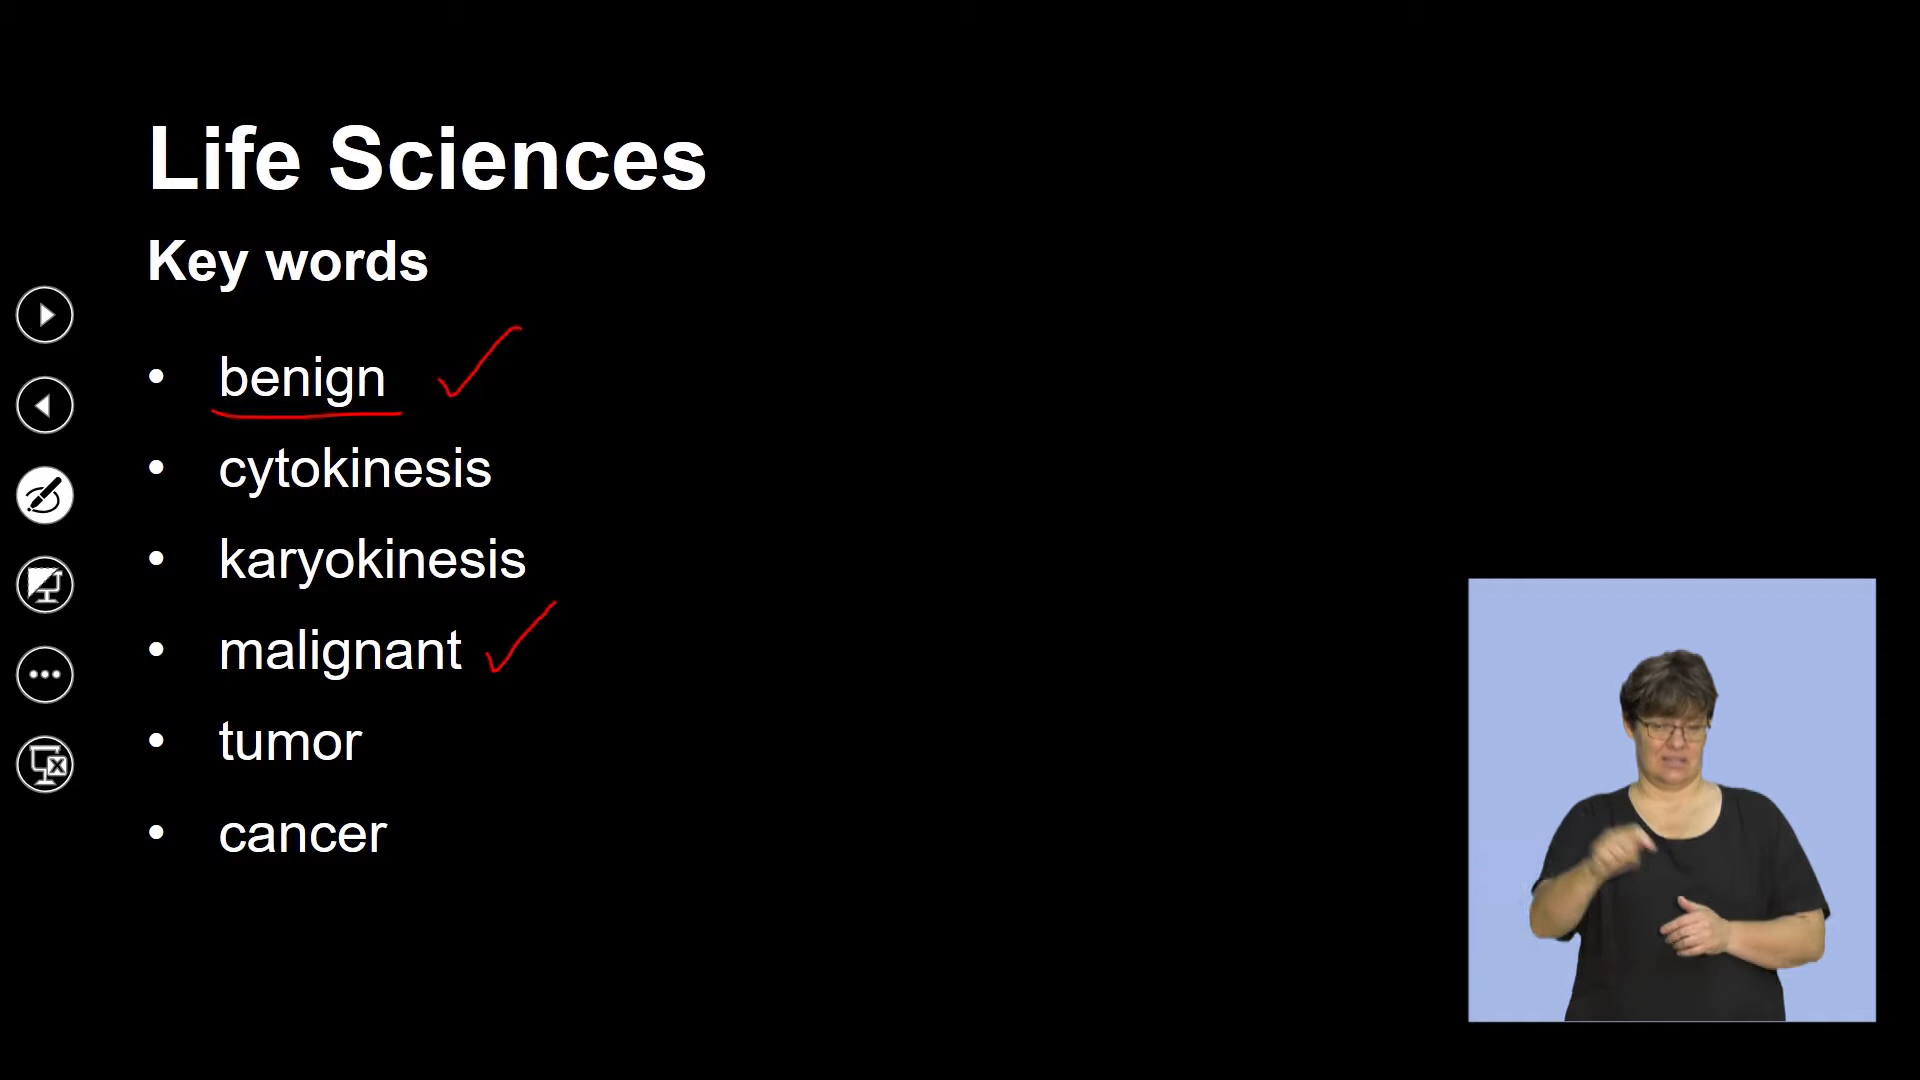 Life Sciences
Key words
• benign
• cytokinesis
• karyokinesis
• malignant
• tumor
• cancer